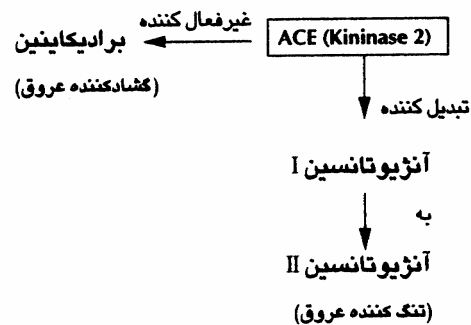 ACE (Kininase 2)
غیرفعال کننده
برادیکاینین
(گشادکننده عروق)
تبدیل کننده
آنژیوتانسین I
به
آنژیوتانسین II
(تنگ کننده عروق)